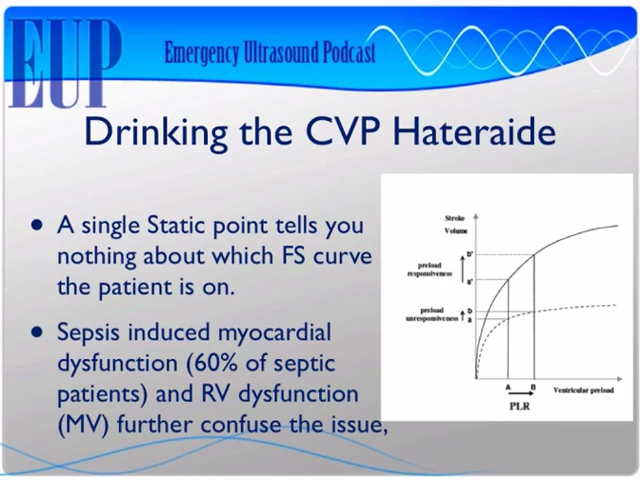 EUP
Emergency Ultrasound Podcast
Drinking the CVP Hateraide
• A single Static point tells you
nothing about which FS curve
the patient is on.
• Sepsis induced myocardial
dysfunction (60% of septic
patients) and RV dysfunction
(MV) further confuse the issue,
Stroke
Volume
b'
preload
responsiveness
a'
preload
unresponsiveness
b
a
A B
Ventricular preload
PLR